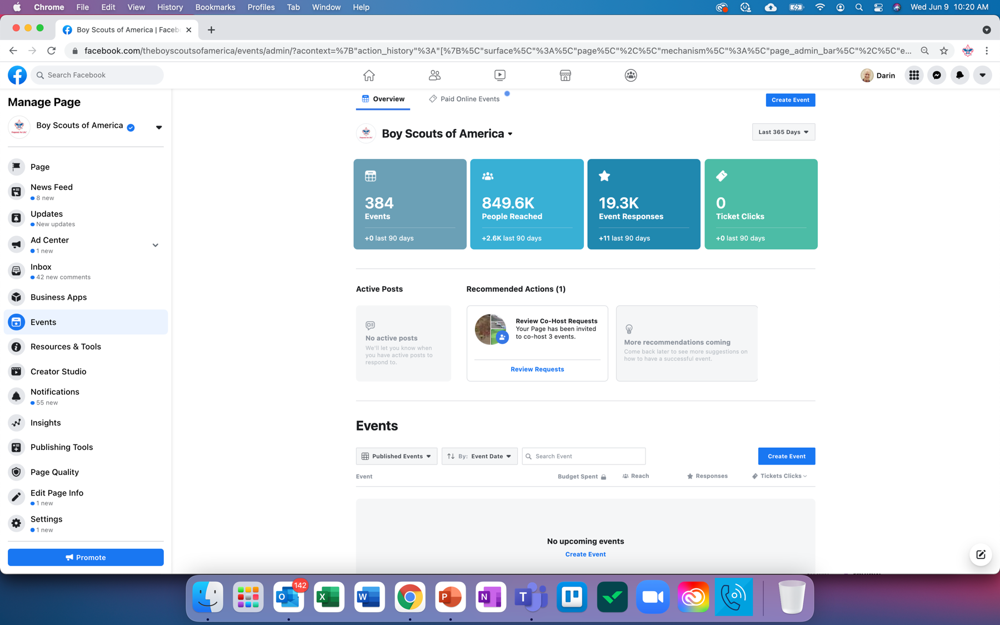 Chrome File Edit View History Bookmarks Profiles Tab Window Help
Wed Jun 9 10:20 AM
Boy Scouts of America | Faceb
facebook.com/theboyscoutsofamerica/events/admin/?acontext=%7B"action_history"%3A"[%7B%5C"surface%5C"%3A%5C"page%5C"%2C%5C"mechanism%5C"%3A%5C"page_admin_bar%5C"%2C%5C"e...
Search Facebook
Darin
Manage Page
Boy Scouts of America
Page
News Feed
8 new
Updates
New updates
Ad Center
1 new
Inbox
42 new comments
Business Apps
Events
Resources & Tools
Creator Studio
Notifications
55 new
Insights
Publishing Tools
Page Quality
Edit Page Info
1 new
Settings
1 new
Promote
Overview
Paid Online Events
Create Event
Boy Scouts of America
Last 365 Days
384
Events
+0 last 90 days
849.6K
People Reached
+2.6K last 90 days
19.3K
Event Responses
+11 last 90 days
0
Ticket Clicks
+0 last 90 days
Active Posts
No active posts
We'll let you know when
you have active posts to
respond to.
Recommended Actions (1)
Review Co-Host Requests
Your Page has been invited
to co-host 3 events.
Review Requests
More recommendations coming
Come back later to see more suggestions on
how to have a successful event.
Events
Published Events
By: Event Date
Search Event
Create Event
Event
Budget Spent
Reach
Responses
Tickets Clicks
No upcoming events
Create Event
142
O
X
W
P
N
T